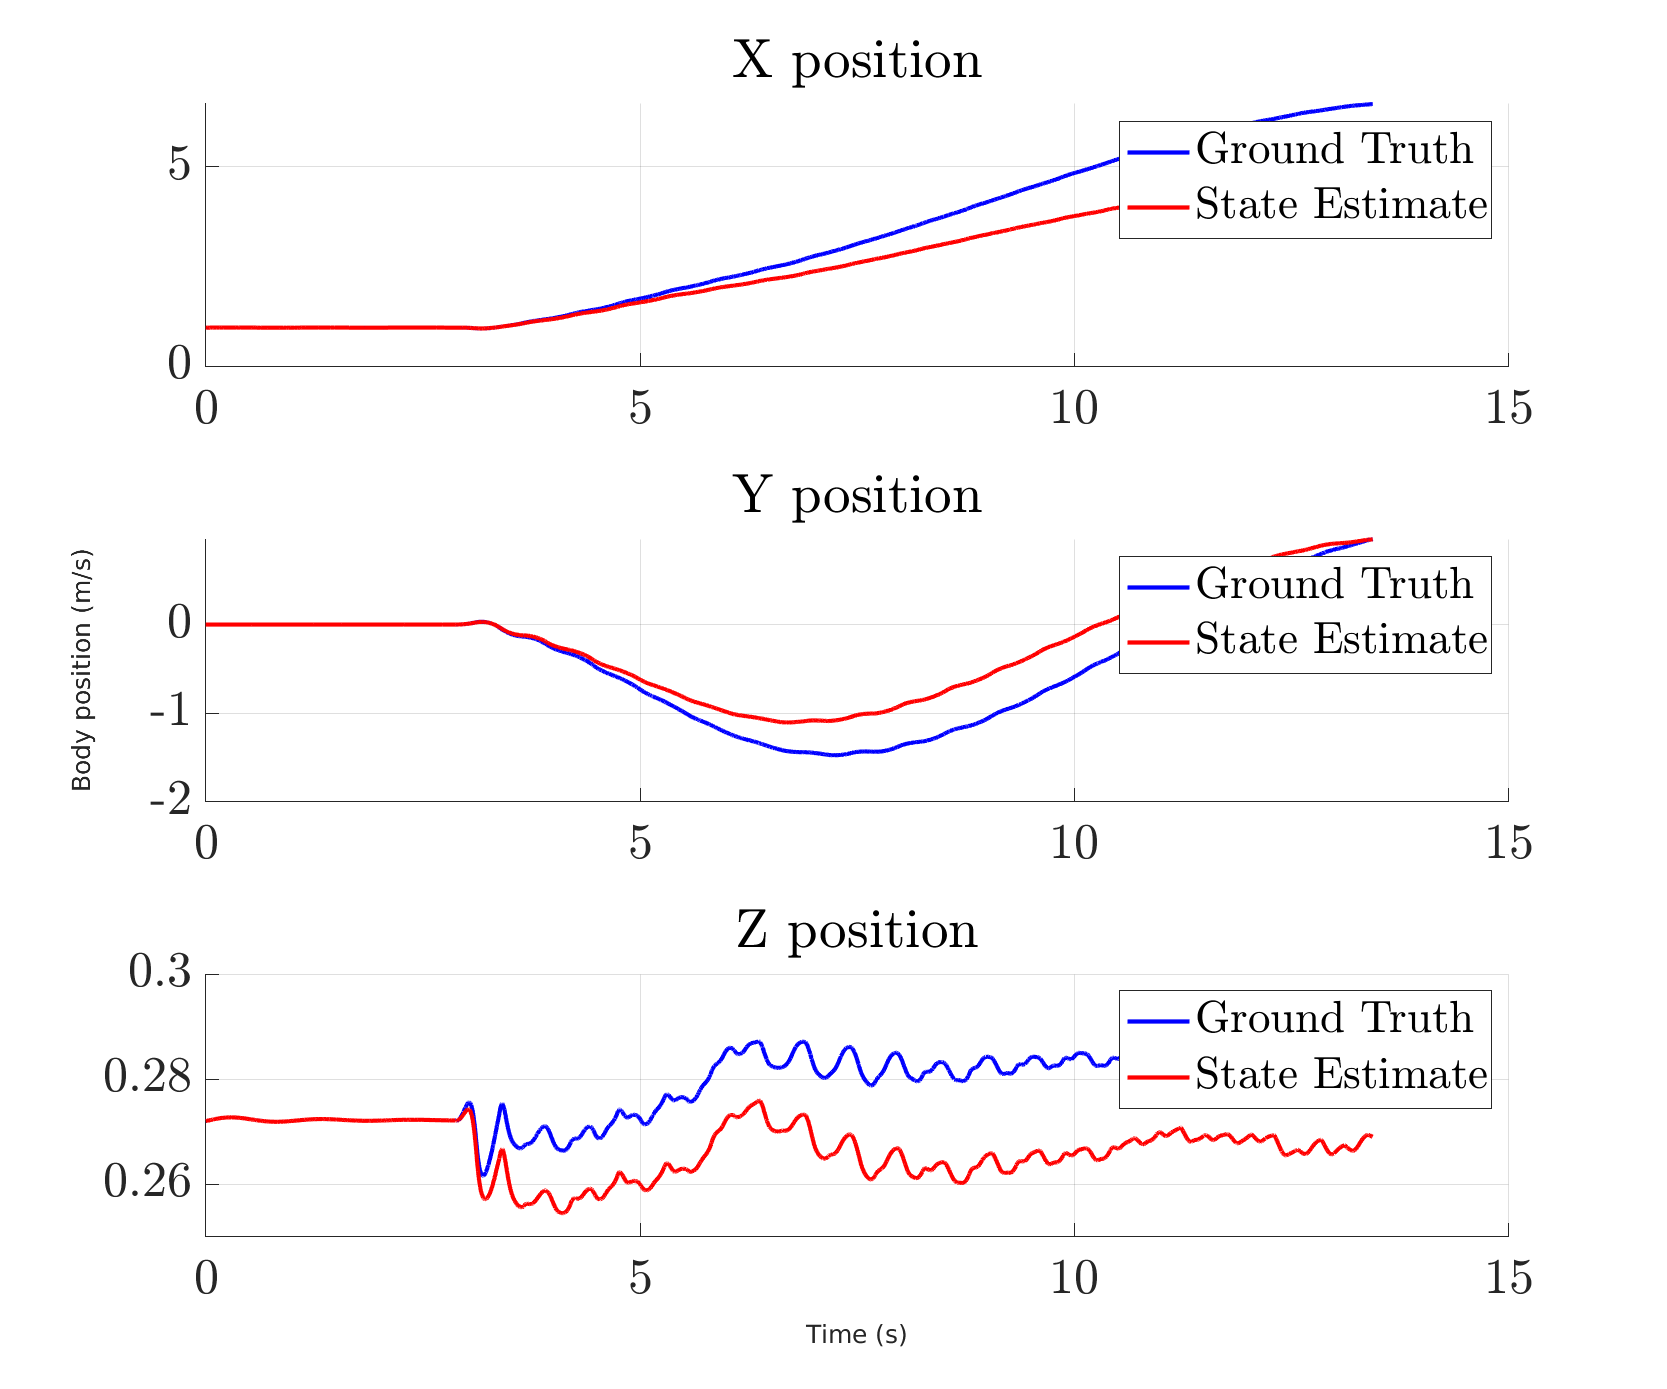 X position
5
0
0 5 10 15
Ground Truth
State Estimate
Y position
Body position (m/s)
0
-1
-2
0 5 10 15
Ground Truth
State Estimate
Z position
0.3
0.28
0.26
0 5 10 15
Ground Truth
State Estimate
Time (s)